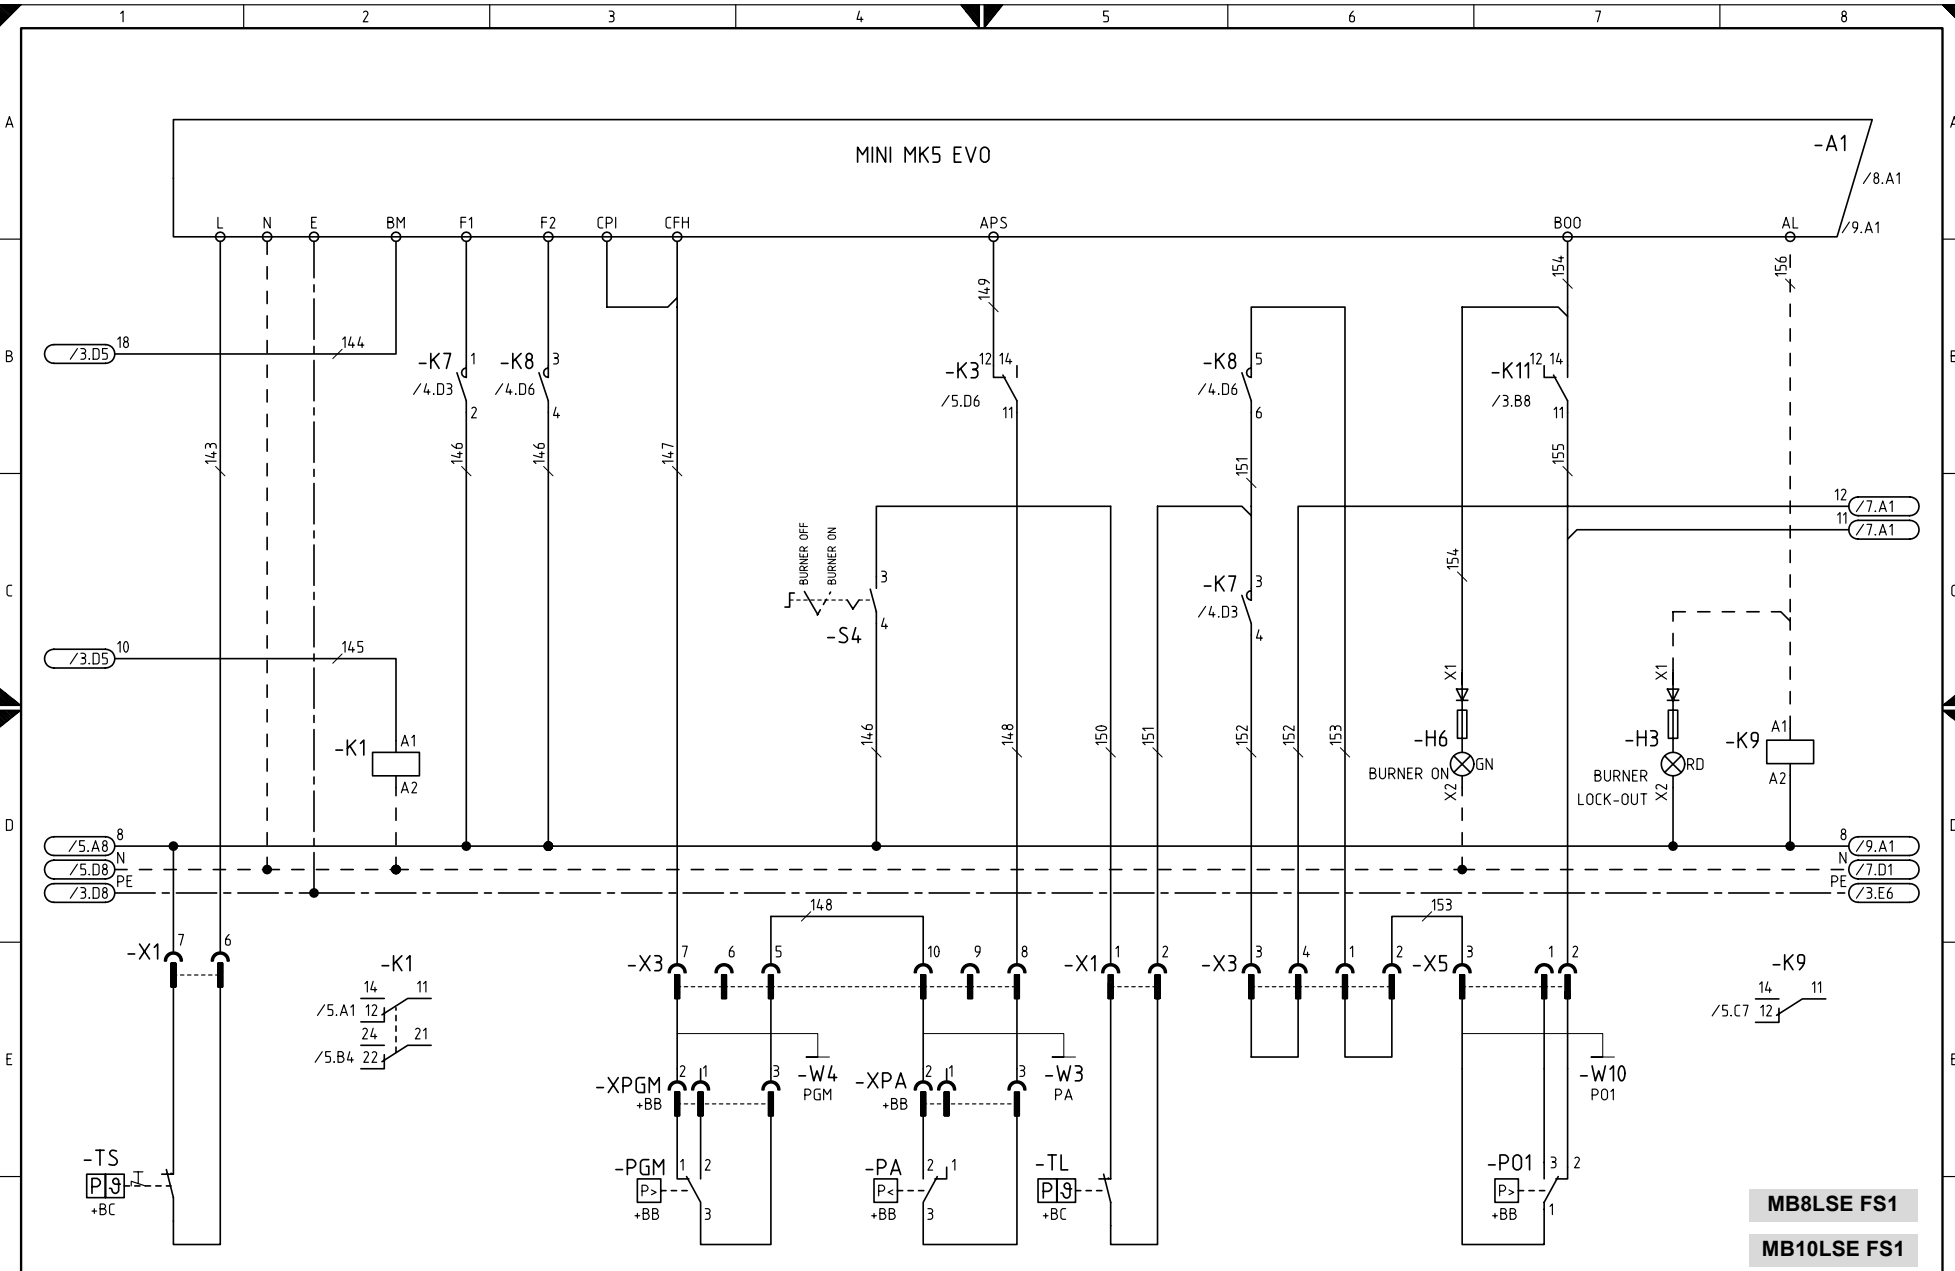 1 2 3 4 5 6 7 8
A MINI MK5 EVO -A1 A
/8.A1
L N E BM F1 F2 CPI CFH APS BOO AL /9.A1
149 154 156
B /3.D5 18 144 -K7 1 -K8 3 -K3 12 14 -K8 5 -K11 12 14
/4.D3 2 /4.D6 4 /5.D6 11 /4.D6 6 /3.B8 11
143 146 146 147 151 155
12 /7.A1
11 /7.A1
BURNER OFF BURNER ON
154
C 3 -K7 3
/4.D3
-S4 4 4
/3.D5 10 145
X1 X1
146 148 150 151 152 152 153
-K1 A1 -H6 -H3 -K9 A1
BURNER ON GN BURNER RD
A2 X2 LOCK-OUT X2 A2
D /5.A8 8 8 /9.A1
/5.D8 N N /7.D1
/3.D8 PE PE /3.E6
148 153
-X1 7 6 -X3 7 6 5 10 9 8 -X1 1 2 -X3 3 4 1 2 -X5 3 1 2
-K1 -K9
14 11 14 11
/5.A1 12 /5.C7 12
24 21
/5.B4 22
E -XPGM 2 1 3 -W4 -XPA 2 1 3 -W3 -W10
+BB PGM +BB PA PO1
-TS -PGM 1 2 -PA 2 1 -TL -PO1 3 2
P ϑ P> P< P ϑ P>
+BC +BB 3 +BB 3 +BC +BB 1
MB8LSE FS1
MB10LSE FS1